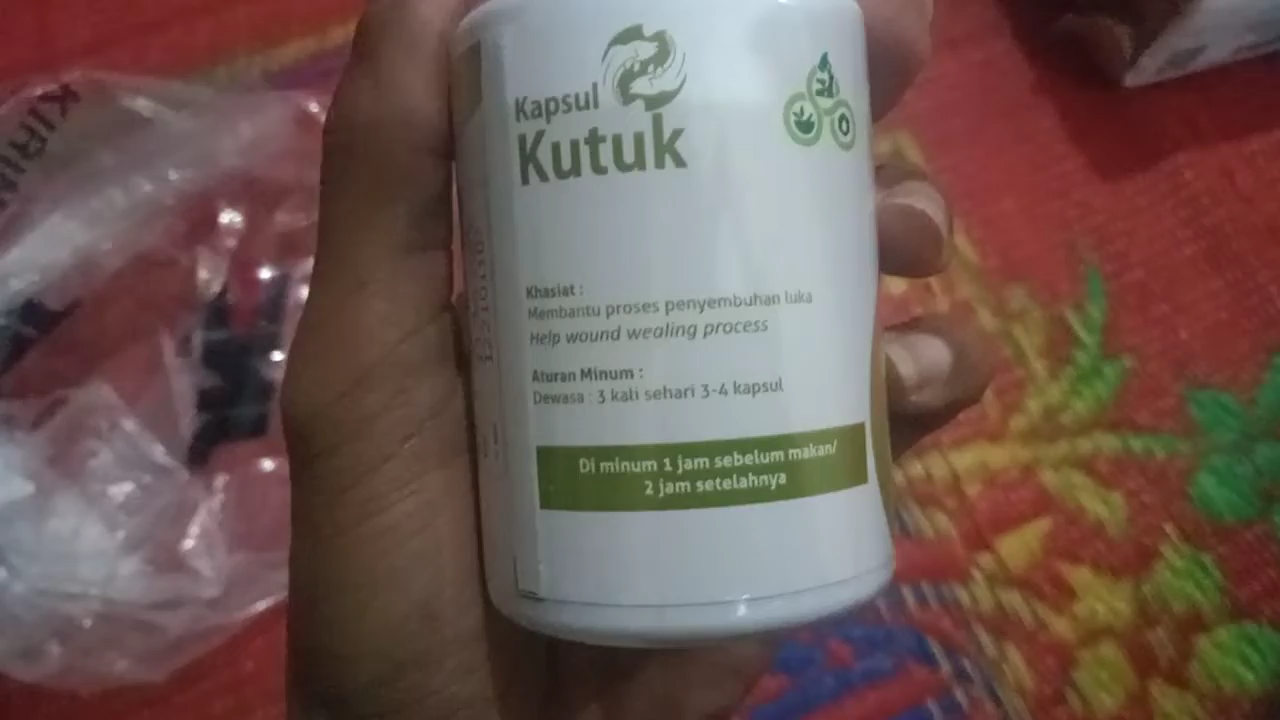 Kapsul
Kutuk
Khasiat :
Membantu proses penyembuhan luka
Help wound wealing process
Aturan Minum :
Dewasa : 3 kali sehari 3-4 kapsul
Di minum 1 jam sebelum makan/
2 jam setelahnya